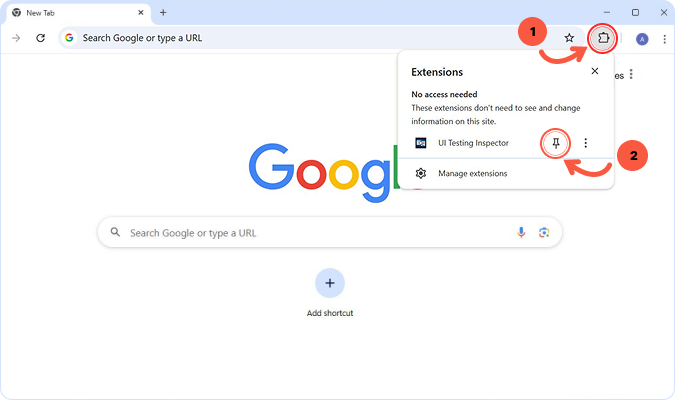 New Tab
1
Search Google or type a URL
A
Extensions
No access needed
These extensions don't need to see and change
information on this site.
UI Testing Inspector
2
Manage extensions
Goog
Search Google or type a URL
Add shortcut